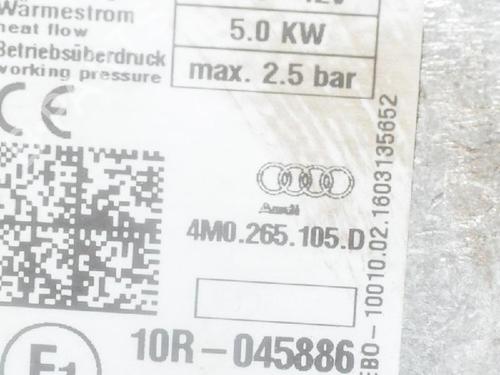 Wärmestrom
heat flow
5.0 KW
Betriebsüberdruck
working pressure
max. 2.5 bar
CE
Audi
4M0.265.105.D
10R-045886
E1
EBO-10010.02.1603135652